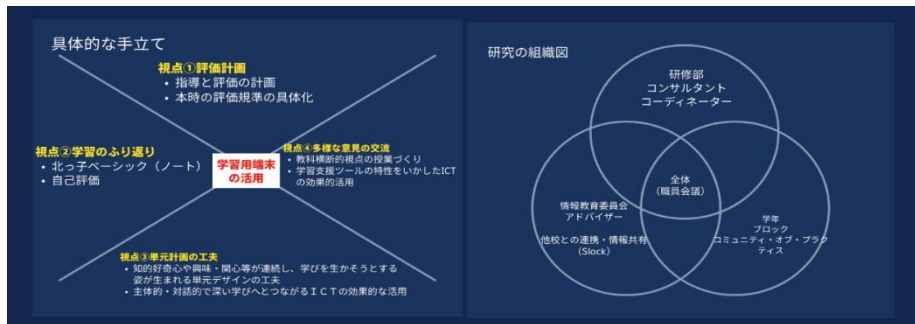 具体的な手立て
視点①評価計画
• 指導と評価の計画
• 本時の評価規準の具体化
視点②学習のふり返り
• 北っ子ベーシック（ノート）
• 自己評価
学習用端末
の活用
視点④多様な意見の交流
• 教科横断的視点の授業づくり
• 学習支援ツールの特性をいかしたICT
の効果的活用
視点③単元計画の工夫
• 知的好奇心や興味・関心等が連続し、学びを生かそうとする
姿が生まれる単元デザインの工夫
• 主体的・対話的で深い学びへとつながるＩＣＴの効果的な活用
研究の組織図
研修部
コンサルタント
コーディネーター
全体
（職員会議）
情報教育委員会
アドバイザー
他校との連携・情報共有
（Slack）
学年
ブロック
コミュニティ・オブ・プラク
ティス